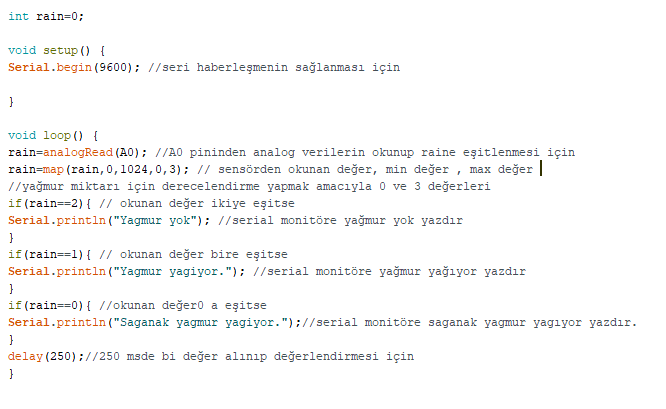 int rain=0;
void setup() {
Serial.begin(9600); //seri haberleşmenin sağlanması için
}
void loop() {
rain=analogRead(A0); //A0 pininden analog verilerin okunup raine eşitlenmesi için
rain=map(rain,0,1024,0,3); // sensörden okunan değer, min değer , max değer
//yağmur miktarı için derecelendirme yapmak amacıyla 0 ve 3 değerleri
if(rain==2){ // okunan değer ikiye eşitse
Serial.println("Yagmur yok"); //serial monitöre yağmur yok yazdır
}
if(rain==1){ // okunan değer bire eşitse
Serial.println("Yagmur yagiyor."); //serial monitöre yağmur yağıyor yazdır
}
if(rain==0){ //okunan değer0 a eşitse
Serial.println("Saganak yagmur yagiyor.");//serial monitöre saganak yagmur yagıyor yazdır.
}
delay(250);//250 msde bi değer alınıp değerlendirmesi için
}